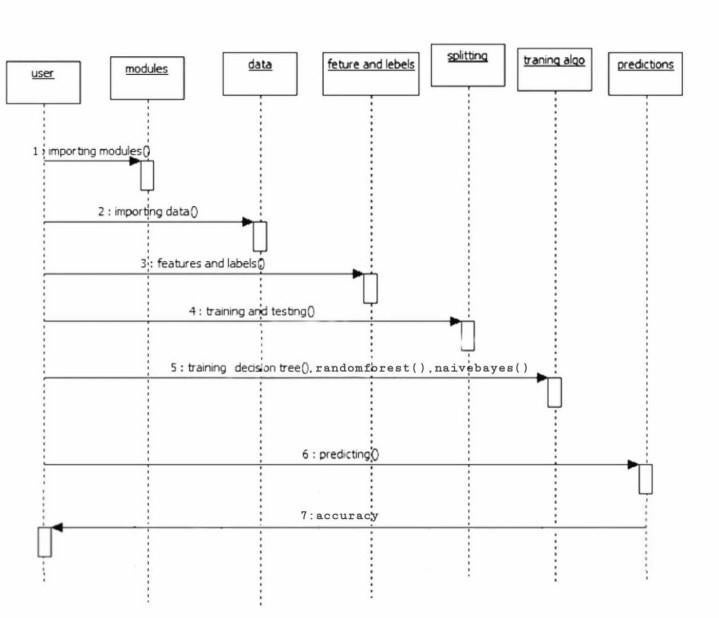 user
modules
data
feture and lebels
splitting
traning algo
predictions
1 : importing modules()
2 : importing data()
3 : features and labels()
4 : training and testing()
5 : training decision tree(),randomforest(),naivebayes()
6 : predicting()
7:accuracy